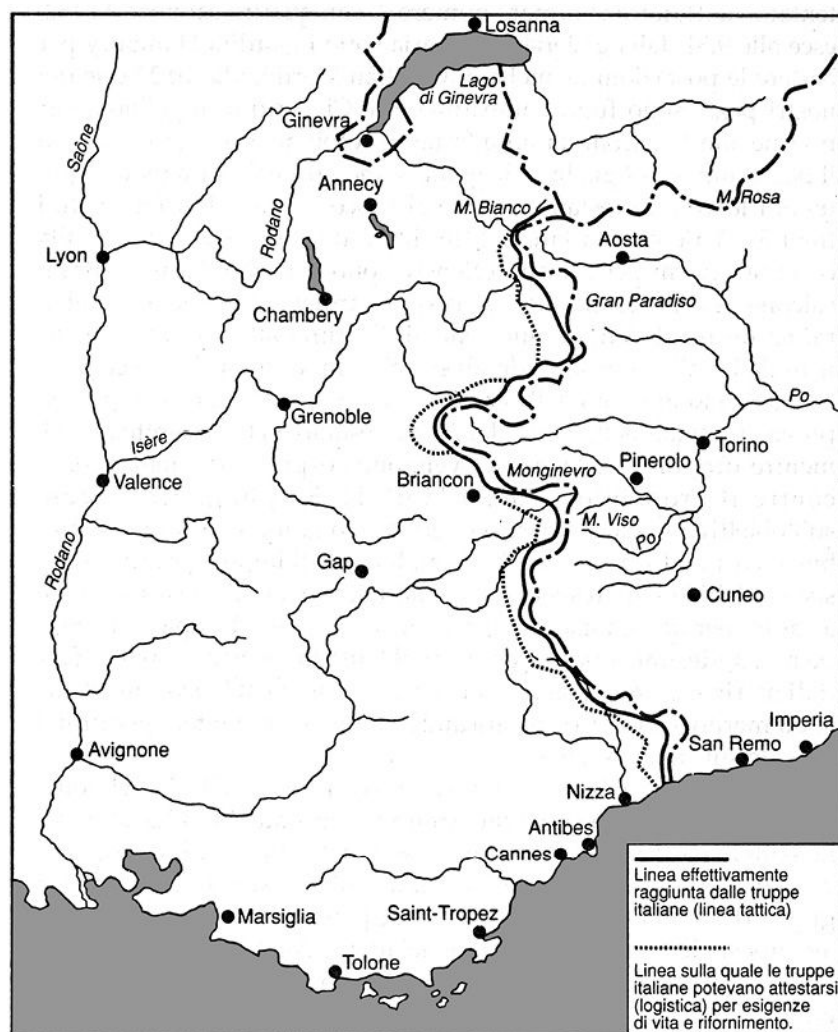 Losanna
Lago
di Ginevra
Ginevra
Saône
Annecy
M. Rosa
M. Bianco
Rodano
Aosta
Lyon
Gran Paradiso
Chambery
Po
Grenoble
Isère
Torino
Valence
Monginevro
Pinerolo
Briancon
M. Viso
Po
Rodano
Gap
Cuneo
Imperia
San Remo
Avignone
Nizza
Antibes
Cannes
Marsiglia
Saint-Tropez
Tolone
Linea effettivamente
raggiunta dalle truppe
italiane (linea tattica)
Linea sulla quale le truppe
italiane potevano attestarsi
(logistica) per esigenze
di vita e rifornimento.